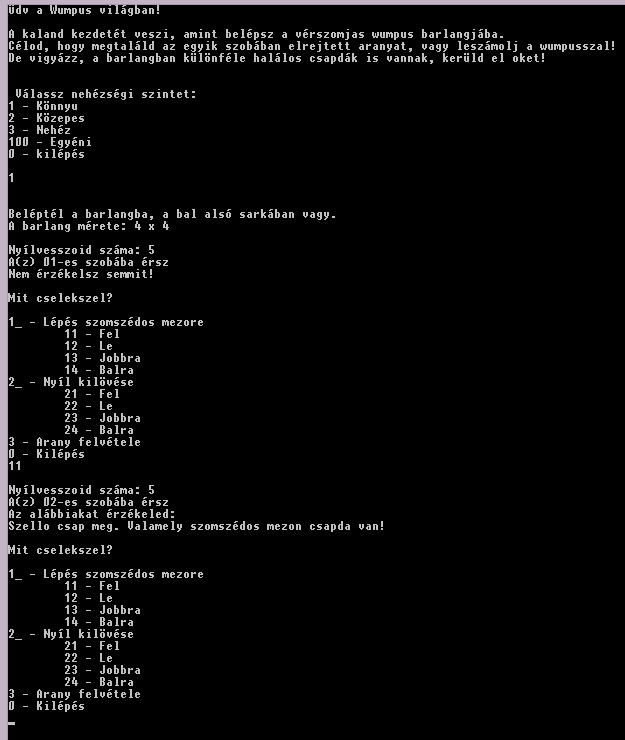 Üdv a Wumpus világban!
A kaland kezdetét veszi, amint belépsz a vérszomjas wumpus barlangjába.
Célod, hogy megtaláld az egyik szobában elrejtett aranyat, vagy leszámolj a wumpusszal!
De vigyázz, a barlangban különféle halálos csapdák is vannak, kerüld el oket!
Válassz nehézségi szintet:
1 - Könnyu
2 - Közepes
3 - Nehéz
100 - Egyéni
0 - kilépés
1
Beléptél a barlangba, a bal alsó sarkában vagy.
A barlang mérete: 4 x 4
Nyílvesszoid száma: 5
A(z) 01-es szobába érsz
Nem érzékelsz semmit!
Mit cselekszel?
1_ - Lépés szomszédos mezore
11 - Fel
12 - Le
13 - Jobbra
14 - Balra
2_ - Nyíl kilövése
21 - Fel
22 - Le
23 - Jobbra
24 - Balra
3 - Arany felvétele
0 - Kilépés
11
Nyílvesszoid száma: 5
A(z) 02-es szobába érsz
Az alábbiakat érzékeled:
Szello csap meg. Valamely szomszédos mezon csapda van!
Mit cselekszel?
1_ - Lépés szomszédos mezore
11 - Fel
12 - Le
13 - Jobbra
14 - Balra
2_ - Nyíl kilövése
21 - Fel
22 - Le
23 - Jobbra
24 - Balra
3 - Arany felvétele
0 - Kilépés